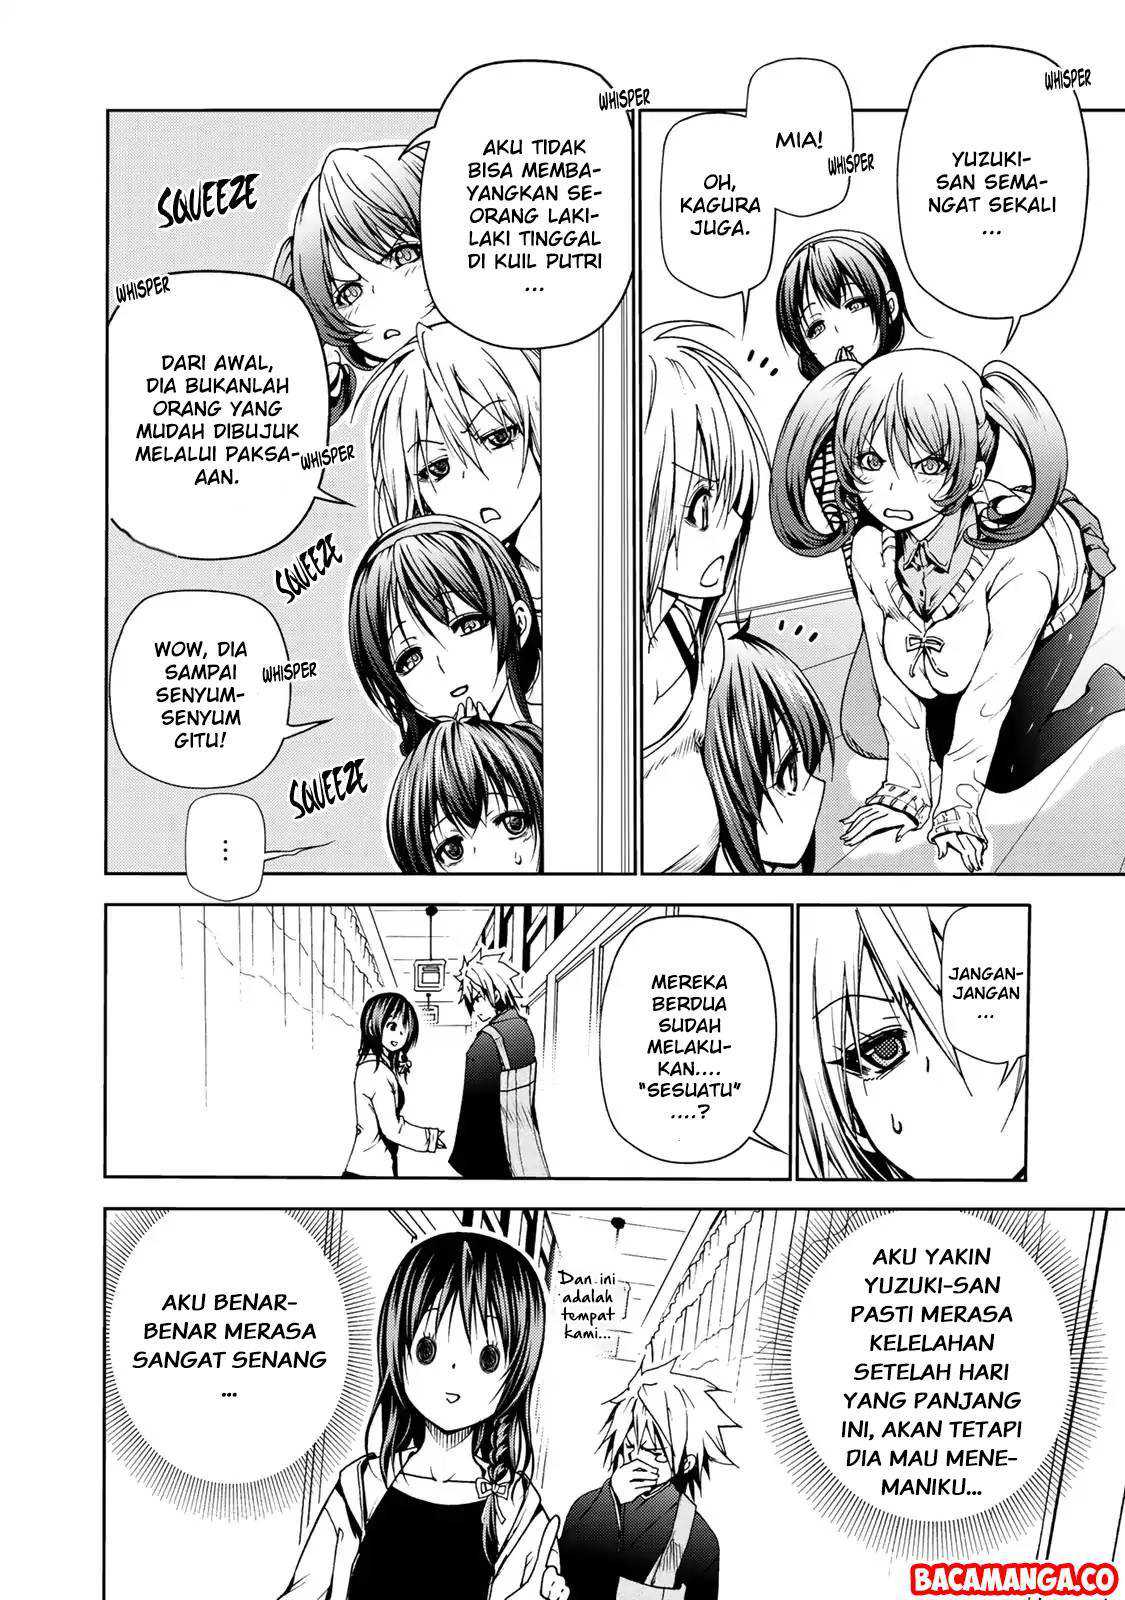 WHISPER
YUZUKI-
SAN SEMA-
NGAT SEKALI
...
MIA!
WHISPER
OH,
KAGURA
JUGA.
WHISPER
AKU TIDAK
BISA MEMBA-
YANGKAN SE-
ORANG LAKI-
LAKI TINGGAL
DI KUIL PUTRI
...
SQUEEZE
WHISPER
DARI AWAL,
DIA BUKANLAH
ORANG YANG
MUDAH DIBUJUK
MELALUI PAKSA-
AAN.
WHISPER
SQUEEZE
WOW, DIA
SAMPAI
SENYUM-
SENYUM
GITU!
WHISPER
SQUEEZE
...
JANGAN-
JANGAN
...
MEREKA
BERDUA
SUDAH
MELAKU-
KAN....
"SESUATU"
....?
AKU YAKIN
YUZUKI-SAN
PASTI MERASA
KELELAHAN
SETELAH HARI
YANG PANJANG
INI, AKAN TETAPI
DIA MAU MENE-
MANIKU...
Dan ini
adalah
tempat
kami...
AKU BENAR-
BENAR MERASA
SANGAT SENANG
...
BACAMANGA.CO